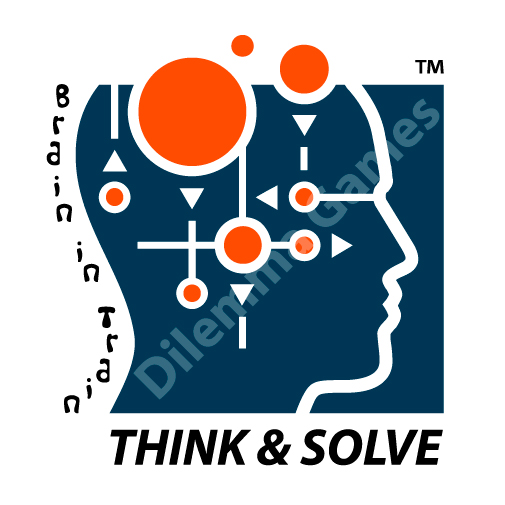 TM
Brain in Train
Dilemma Games
THINK & SOLVE